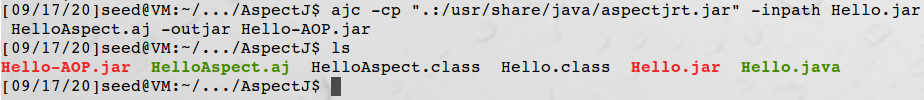 [09/17/20]seed@VM:~/.../AspectJ$ ajc -cp ".:/usr/share/java/aspectjrt.jar" -inpath Hello.jar
 HelloAspect.aj -outjar Hello-AOP.jar
[09/17/20]seed@VM:~/.../AspectJ$ ls
Hello-AOP.jar  HelloAspect.aj  HelloAspect.class  Hello.class  Hello.jar  Hello.java
[09/17/20]seed@VM:~/.../AspectJ$